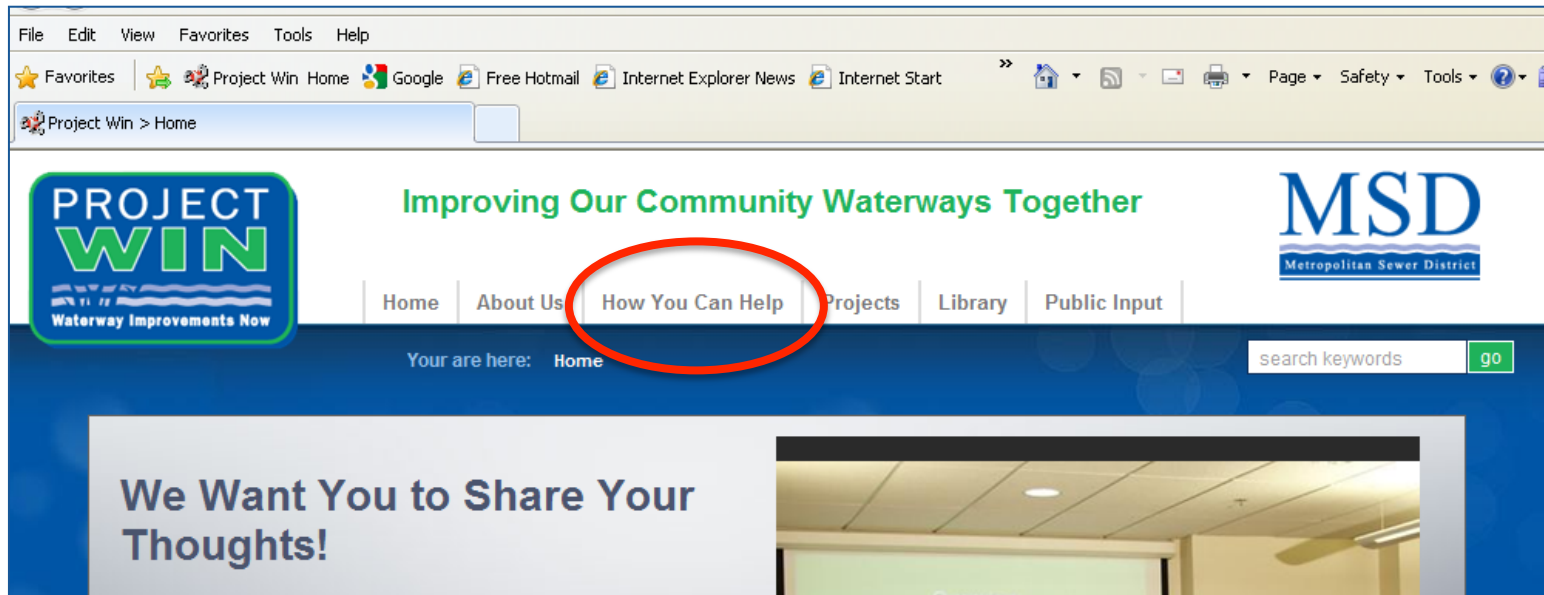 File Edit View Favorites Tools Help
Favorites Project Win Home Google Free Hotmail Internet Explorer News Internet Start » Page Safety Tools
Project Win > Home
PROJECT
WIN
Waterway Improvements Now
Improving Our Community Waterways Together
MSD
Metropolitan Sewer District
Home About Us How You Can Help Projects Library Public Input
Your are here: Home
search keywords go
We Want You to Share Your
Thoughts!